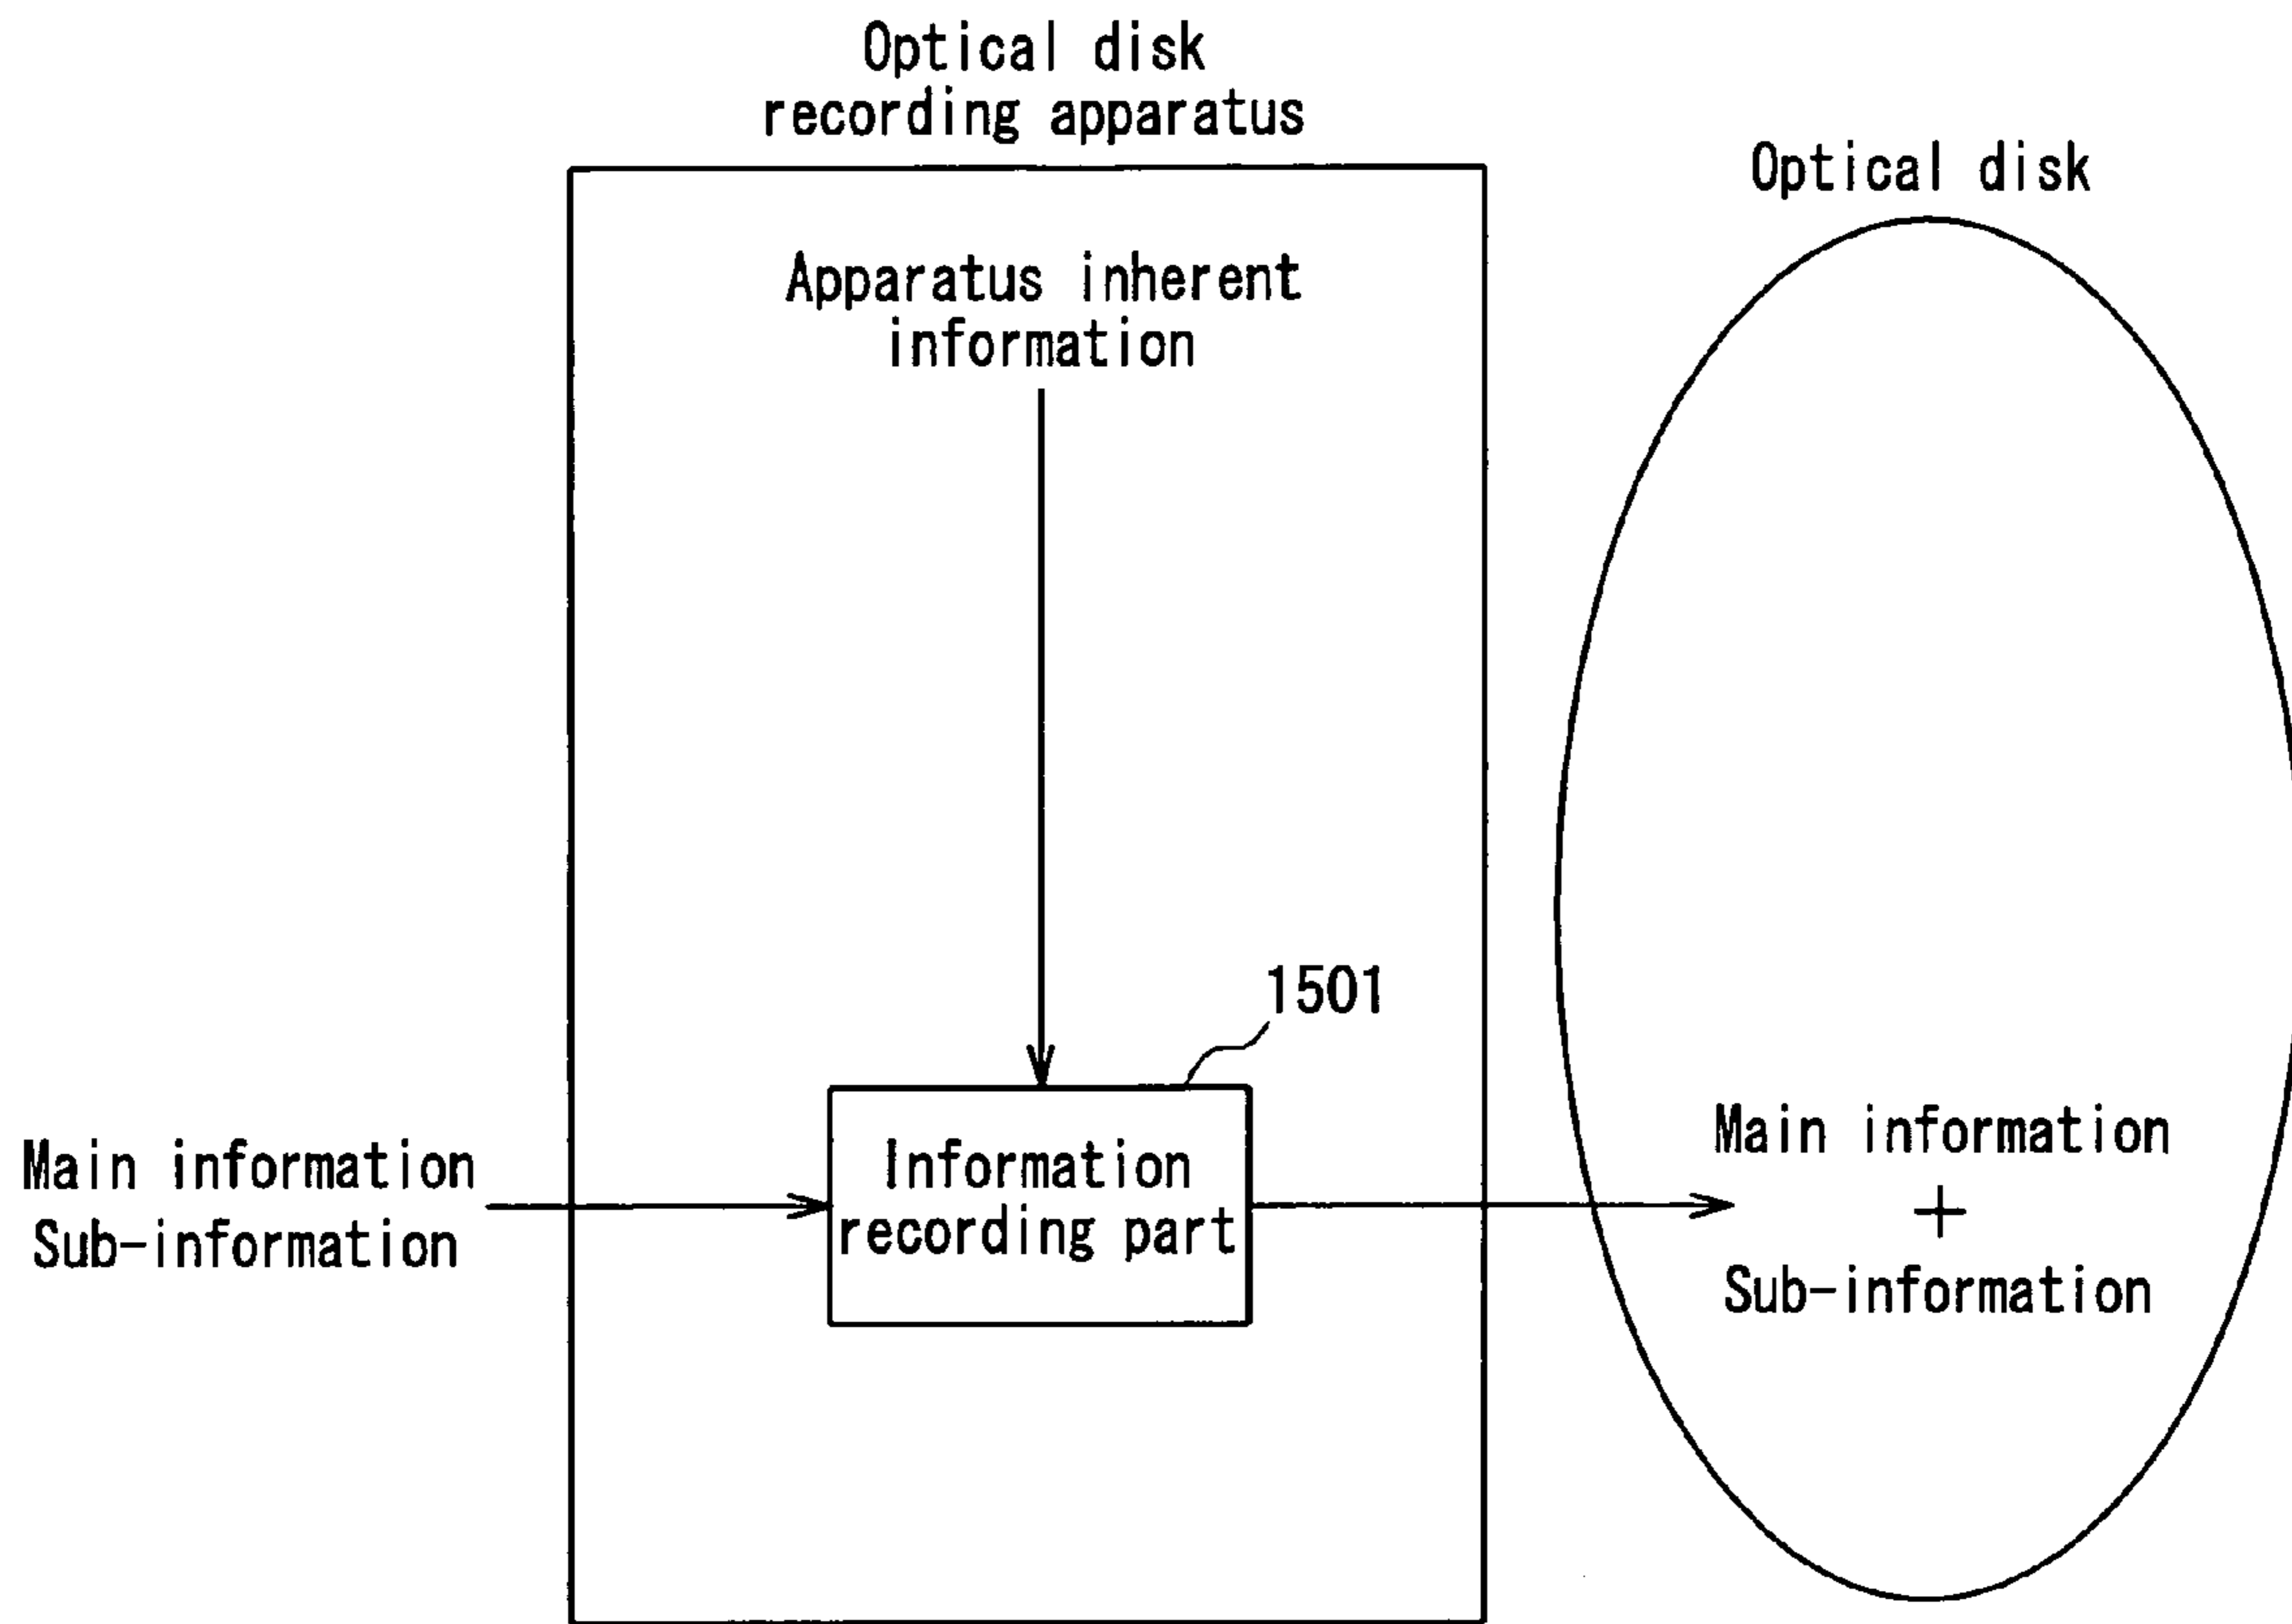 Optical disk
recording apparatus
Optical disk
Apparatus inherent
information
1501
Main information
Sub-information
Information
recording part
Main information
+
Sub-information